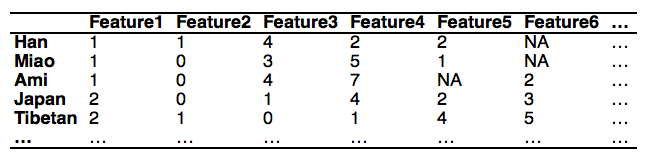 Feature1 Feature2 Feature3 Feature4 Feature5 Feature6 ...
Han 1 1 4 2 2 NA ...
Miao 1 0 3 5 1 NA ...
Ami 1 0 4 7 NA 2 ...
Japan 2 0 1 4 2 3 ...
Tibetan 2 1 0 1 4 5 ...
... ... ... ... ... ... ... ...